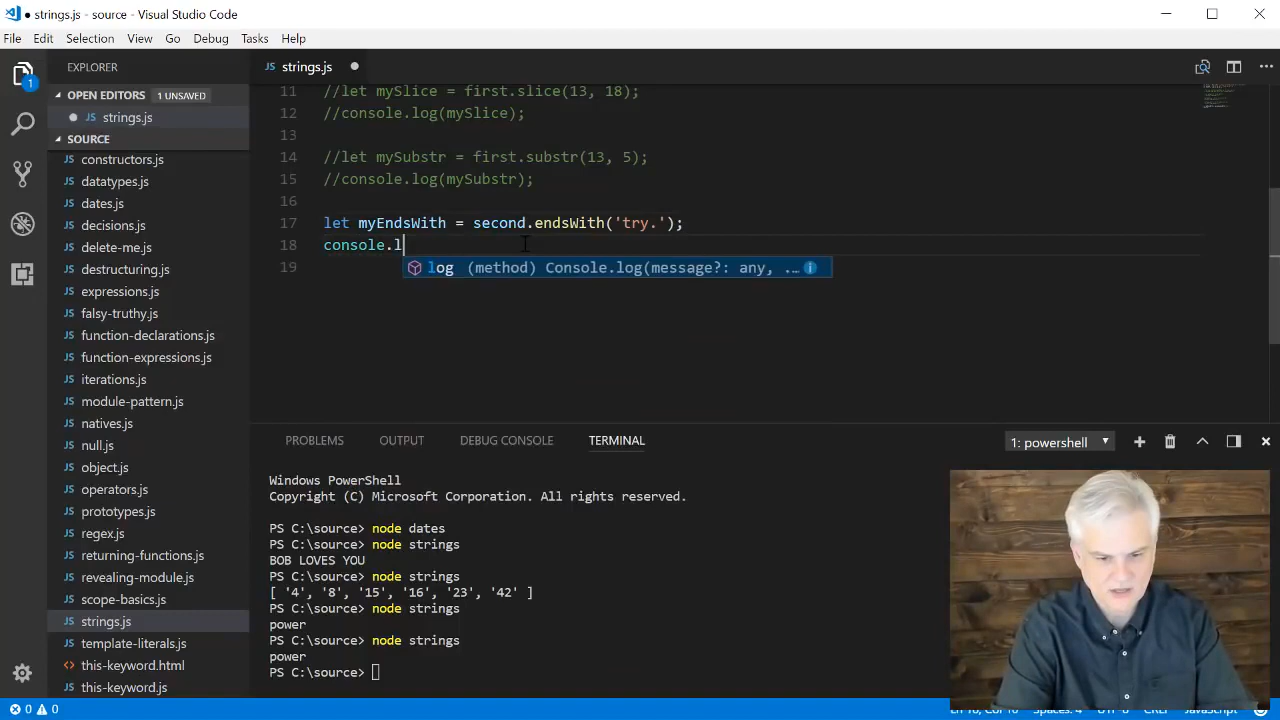 ● strings.js - source - Visual Studio Code
File Edit Selection View Go Debug Tasks Help
EXPLORER
JS strings.js ●
OPEN EDITORS 1 UNSAVED
● JS strings.js
SOURCE
JS constructors.js
JS datatypes.js
JS dates.js
JS decisions.js
JS delete-me.js
JS destructuring.js
JS expressions.js
JS falsy-truthy.js
JS function-declarations.js
JS function-expressions.js
JS iterations.js
JS module-pattern.js
JS natives.js
JS null.js
JS object.js
JS operators.js
JS prototypes.js
JS regex.js
JS returning-functions.js
JS revealing-module.js
JS scope-basics.js
JS strings.js
JS template-literals.js
<> this-keyword.html
JS this-keyword.js
1
11 //let mySlice = first.slice(13, 18);
12 //console.log(mySlice);
13
14 //let mySubstr = first.substr(13, 5);
15 //console.log(mySubstr);
16
17 let myEndsWith = second.endsWith('try.');
18 console.l
19
log (method) Console.log(message?: any, ...
PROBLEMS OUTPUT DEBUG CONSOLE TERMINAL 1: powershell
Windows PowerShell
Copyright (C) Microsoft Corporation. All rights reserved.
PS C:\source> node dates
PS C:\source> node strings
BOB LOVES YOU
PS C:\source> node strings
[ '4', '8', '15', '16', '23', '42' ]
PS C:\source> node strings
power
PS C:\source> node strings
power
PS C:\source>
0 0